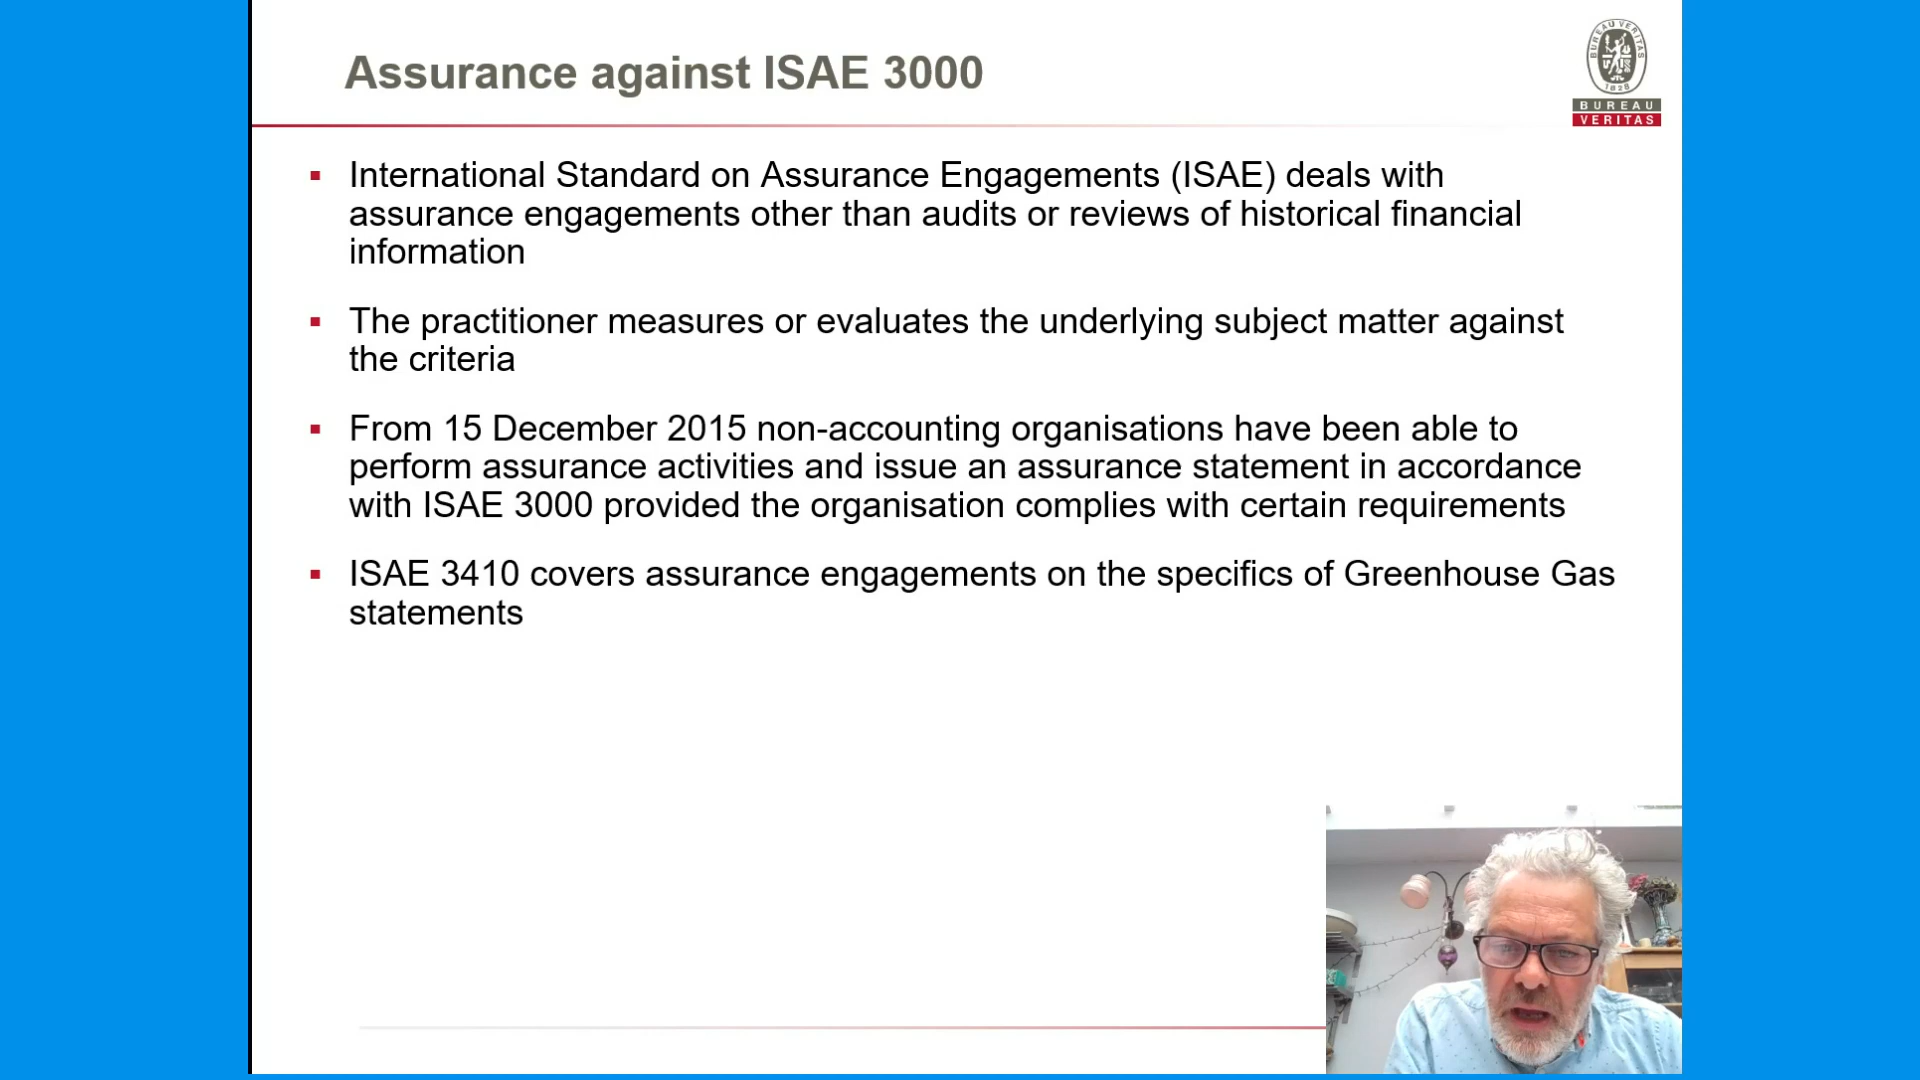 Assurance against ISAE 3000
BUREAU VERITAS
1828
BUREAU
VERITAS
International Standard on Assurance Engagements (ISAE) deals with
assurance engagements other than audits or reviews of historical financial
information
The practitioner measures or evaluates the underlying subject matter against
the criteria
From 15 December 2015 non-accounting organisations have been able to
perform assurance activities and issue an assurance statement in accordance
with ISAE 3000 provided the organisation complies with certain requirements
ISAE 3410 covers assurance engagements on the specifics of Greenhouse Gas
statements